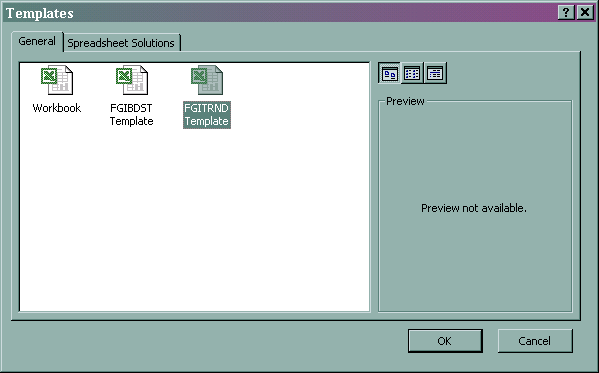 Templates
General
Spreadsheet Solutions
Workbook
FGIBDST
Template
FGITRND
Template
Preview
Preview not available.
OK
Cancel